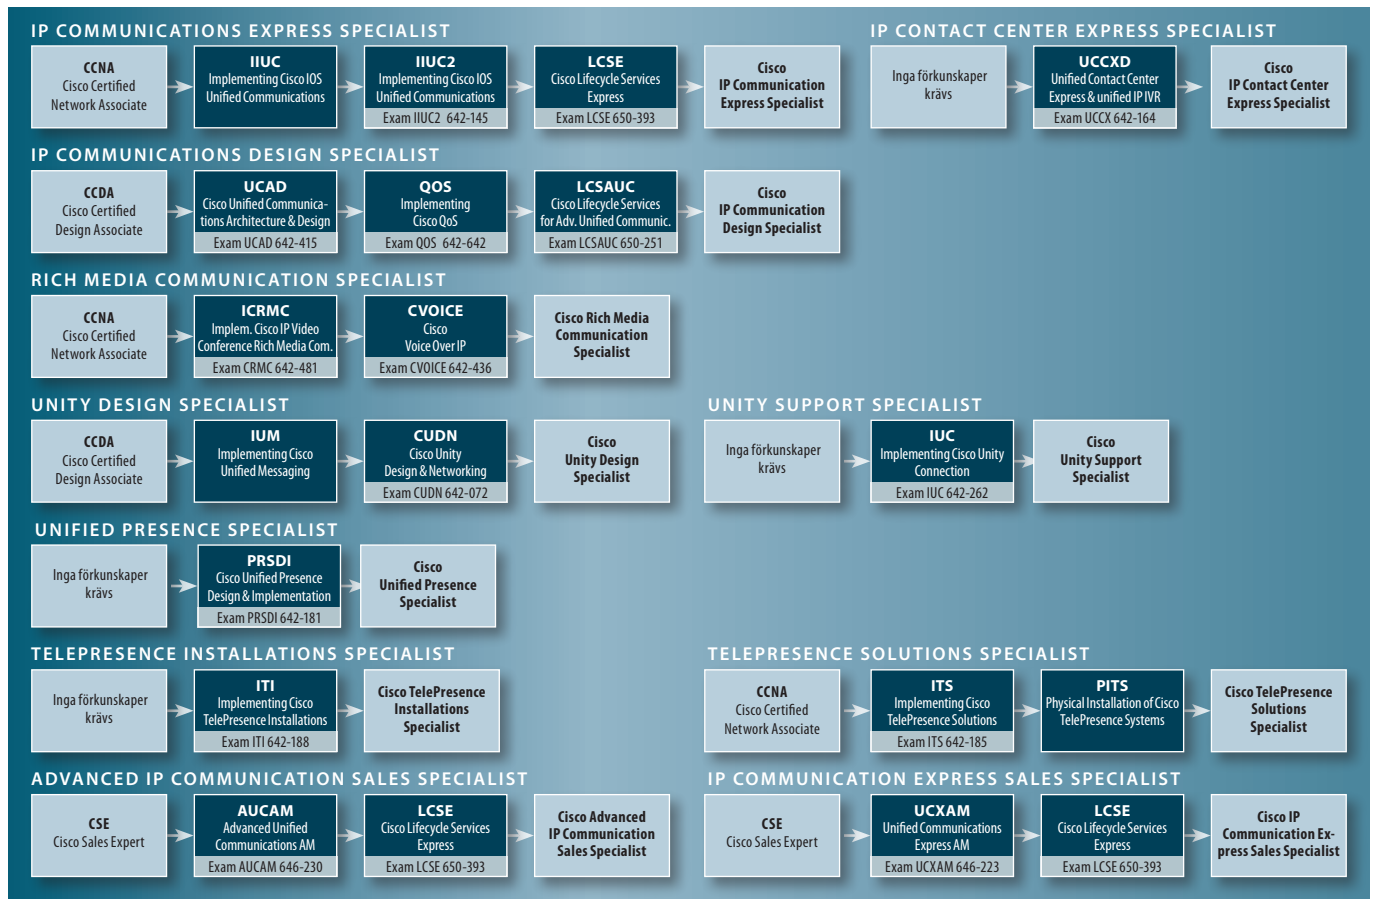 IP COMMUNICATIONS EXPRESS SPECIALIST
CCNA
Cisco Certified
Network Associate
IIUC
Implementing Cisco IOS
Unified Communications
IIUC2
Implementing Cisco IOS
Unified Communications
Exam IIUC2 642-145
LCSE
Cisco Lifecycle Services
Express
Exam LCSE 650-393
Cisco
IP Communication
Express Specialist
IP CONTACT CENTER EXPRESS SPECIALIST
Inga förkunskaper
krävs
UCCXD
Unified Contact Center
Express & unified IP IVR
Exam UCCX 642-164
Cisco
IP Contact Center
Express Specialist
IP COMMUNICATIONS DESIGN SPECIALIST
CCDA
Cisco Certified
Design Associate
UCAD
Cisco Unified Communica-
tions Architecture & Design
Exam UCAD 642-415
QOS
Implementing
Cisco QoS
Exam QOS 642-642
LCSAUC
Cisco Lifecycle Services
for Adv. Unified Communic.
Exam LCSAUC 650-251
Cisco
IP Communication
Design Specialist
RICH MEDIA COMMUNICATION SPECIALIST
CCNA
Cisco Certified
Network Associate
ICRMC
Implem. Cisco IP Video
Conference Rich Media Com.
Exam CRMC 642-481
CVOICE
Cisco
Voice Over IP
Exam CVOICE 642-436
Cisco Rich Media
Communication
Specialist
UNITY DESIGN SPECIALIST
CCDA
Cisco Certified
Design Associate
IUM
Implementing Cisco
Unified Messaging
CUDN
Cisco Unity
Design & Networking
Exam CUDN 642-072
Cisco
Unity Design
Specialist
UNITY SUPPORT SPECIALIST
Inga förkunskaper
krävs
IUC
Implementing Cisco Unity
Connection
Exam IUC 642-262
Cisco
Unity Support
Specialist
UNIFIED PRESENCE SPECIALIST
Inga förkunskaper
krävs
PRSDI
Cisco Unified Presence
Design & Implementation
Exam PRSDI 642-181
Cisco
Unified Presence
Specialist
TELEPRESENCE INSTALLATIONS SPECIALIST
Inga förkunskaper
krävs
ITI
Implementing Cisco
TelePresence Installations
Exam ITI 642-188
Cisco TelePresence
Installations
Specialist
TELEPRESENCE SOLUTIONS SPECIALIST
CCNA
Cisco Certified
Network Associate
ITS
Implementing Cisco
TelePresence Solutions
Exam ITS 642-185
PITS
Physical Installation of Cisco
TelePresence Systems
Cisco TelePresence
Solutions
Specialist
ADVANCED IP COMMUNICATION SALES SPECIALIST
CSE
Cisco Sales Expert
AUCAM
Advanced Unified
Communications AM
Exam AUCAM 646-230
LCSE
Cisco Lifecycle Services
Express
Exam LCSE 650-393
Cisco Advanced
IP Communication
Sales Specialist
IP COMMUNICATION EXPRESS SALES SPECIALIST
CSE
Cisco Sales Expert
UCXAM
Unified Communications
Express AM
Exam UCXAM 646-223
LCSE
Cisco Lifecycle Services
Express
Exam LCSE 650-393
Cisco IP
Communication Ex-
press Sales Specialist